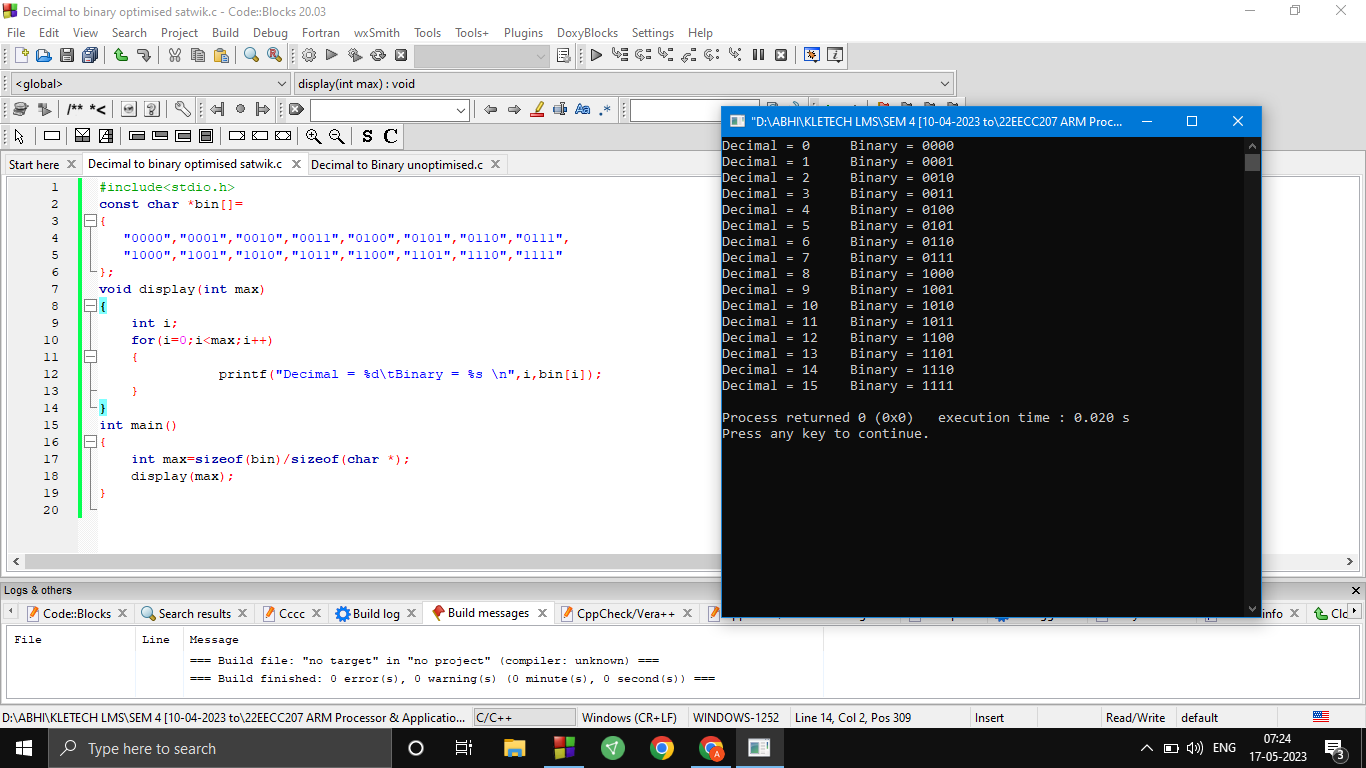 Decimal to binary optimised satwik.c - Code::Blocks 20.03
File Edit View Search Project Build Debug Fortran wxSmith Tools Tools+ Plugins DoxyBlocks Settings Help
<global> display(int max) : void
/** *<
S C
Start here Decimal to binary optimised satwik.c Decimal to Binary unoptimised.c
1 #include<stdio.h>
2 const char *bin[]=
3 {
4 "0000","0001","0010","0011","0100","0101","0110","0111",
5 "1000","1001","1010","1011","1100","1101","1110","1111"
6 };
7 void display(int max)
8 {
9 int i;
10 for(i=0;i<max;i++)
11 {
12 printf("Decimal = %d\tBinary = %s \n",i,bin[i]);
13 }
14 }
15 int main()
16 {
17 int max=sizeof(bin)/sizeof(char *);
18 display(max);
19 }
20
"D:\ABHI\KLETECH LMS\SEM 4 [10-04-2023 to\22EECC207 ARM Proc...
Decimal = 0 Binary = 0000
Decimal = 1 Binary = 0001
Decimal = 2 Binary = 0010
Decimal = 3 Binary = 0011
Decimal = 4 Binary = 0100
Decimal = 5 Binary = 0101
Decimal = 6 Binary = 0110
Decimal = 7 Binary = 0111
Decimal = 8 Binary = 1000
Decimal = 9 Binary = 1001
Decimal = 10 Binary = 1010
Decimal = 11 Binary = 1011
Decimal = 12 Binary = 1100
Decimal = 13 Binary = 1101
Decimal = 14 Binary = 1110
Decimal = 15 Binary = 1111
Process returned 0 (0x0) execution time : 0.020 s
Press any key to continue.
Logs & others
Code::Blocks Search results Cccc Build log Build messages CppCheck/Vera++ info Clo
File Line Message
=== Build file: "no target" in "no project" (compiler: unknown) ===
=== Build finished: 0 error(s), 0 warning(s) (0 minute(s), 0 second(s)) ===
D:\ABHI\KLETECH LMS\SEM 4 [10-04-2023 to\22EECC207 ARM Processor & Applicatio... C/C++ Windows (CR+LF) WINDOWS-1252 Line 14, Col 2, Pos 309 Insert Read/Write default
Type here to search
ENG
07:24
17-05-2023
3